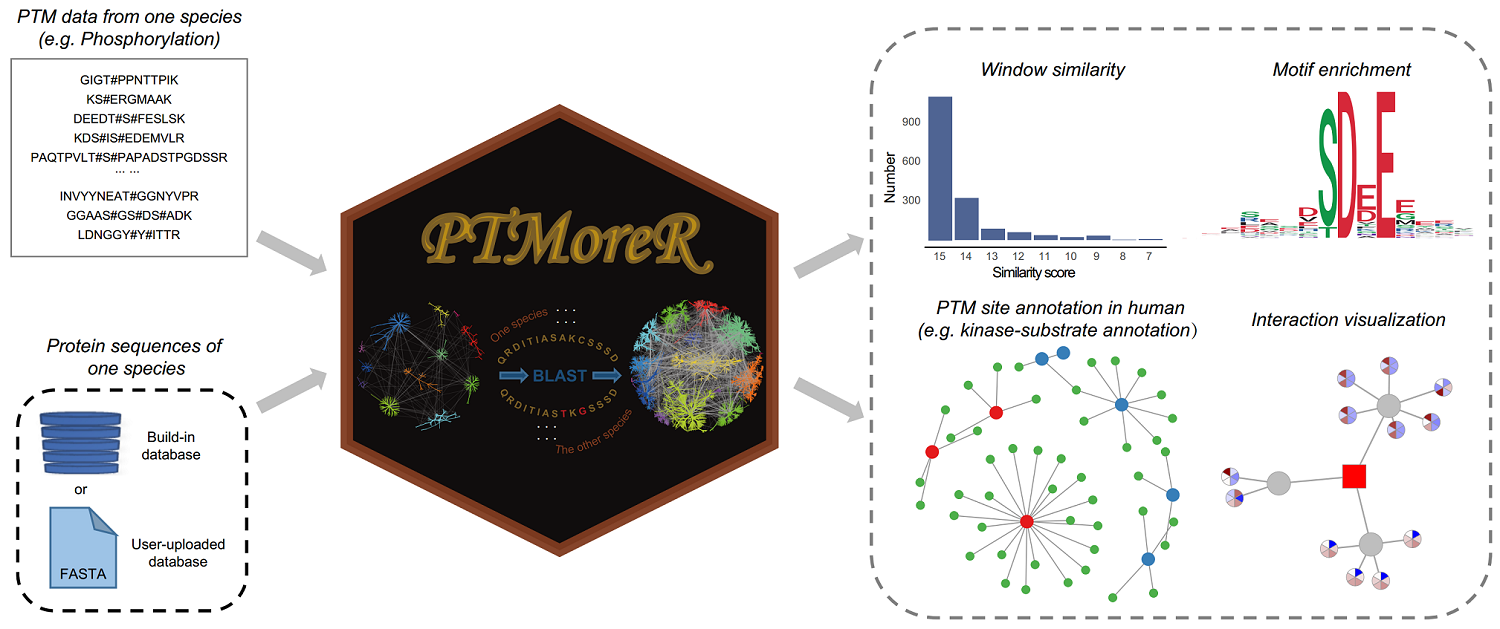 PTM data from one species
(e.g. Phosphorylation)
GIGT#PPNTTPIK
KS#ERGMAAK
DEEDT#S#FESLSK
KDS#IS#EDEMVLR
PAQTPVLT#S#PAPADSTPGDSSR
... ...
INVYYNEAT#GGNYVPR
GGAAS#GS#DS#ADK
LDNGGY#Y#ITTR
Protein sequences of
one species
Build-in
database
or
FASTA
User-uploaded
database
PTMoreR
One species
QRDITIASAKCSSSD
BLAST
QRDITIASTKGSSSD
The other species
Window similarity
Number
900
600
300
15 14 13 12 11 10 9 8 7
Similarity score
Motif enrichment
S D E E
T
PTM site annotation in human
(e.g. kinase-substrate annotation)
Interaction visualization